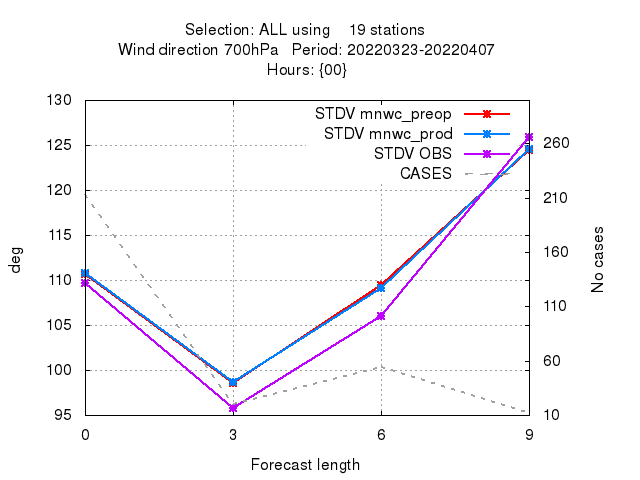 Selection: ALL using 19 stations
Wind direction 700hPa Period: 20220323-20220407
Hours: {00}
130
125
120
115
110
105
100
95
deg
STDV mnwc_preop
STDV mnwc_prod
STDV OBS
CASES
260
210
160
110
60
10
No cases
0 3 6 9
Forecast length